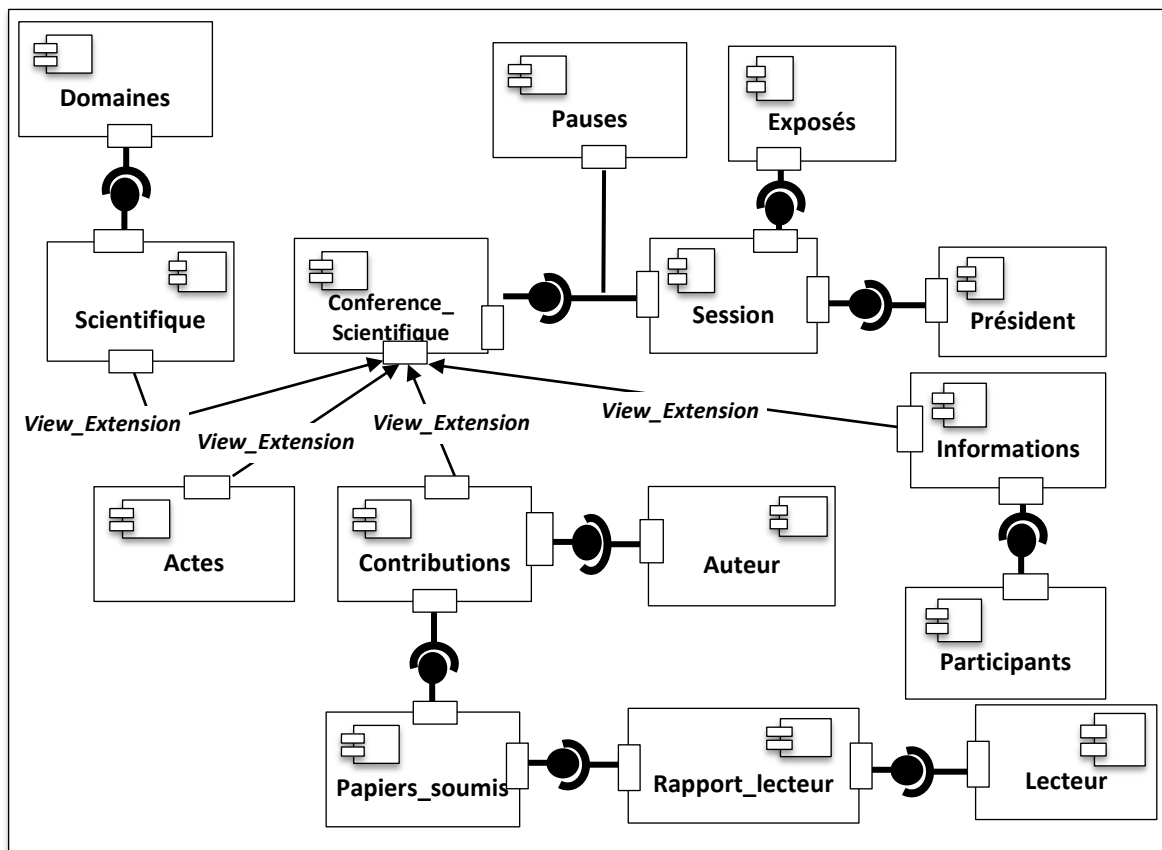 Domaines
Pauses
Exposés
Scientifique
Conference_
Scientifique
Session
Président
View_Extension
View_Extension
View_Extension
View_Extension
Informations
Actes
Contributions
Auteur
Participants
Papiers_soumis
Rapport_lecteur
Lecteur